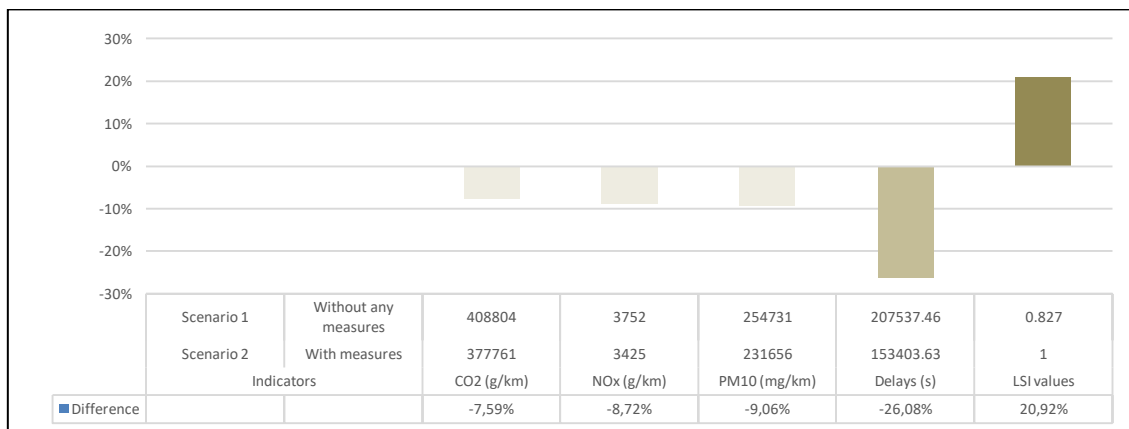 30%
20%
10%
0%
-10%
-20%
-30%
Scenario 1 Without any measures 408804 3752 254731 207537.46 0.827
Scenario 2 With measures 377761 3425 231656 153403.63 1
Indicators CO2 (g/km) NOx (g/km) PM10 (mg/km) Delays (s) LSI values
Difference -7,59% -8,72% -9,06% -26,08% 20,92%